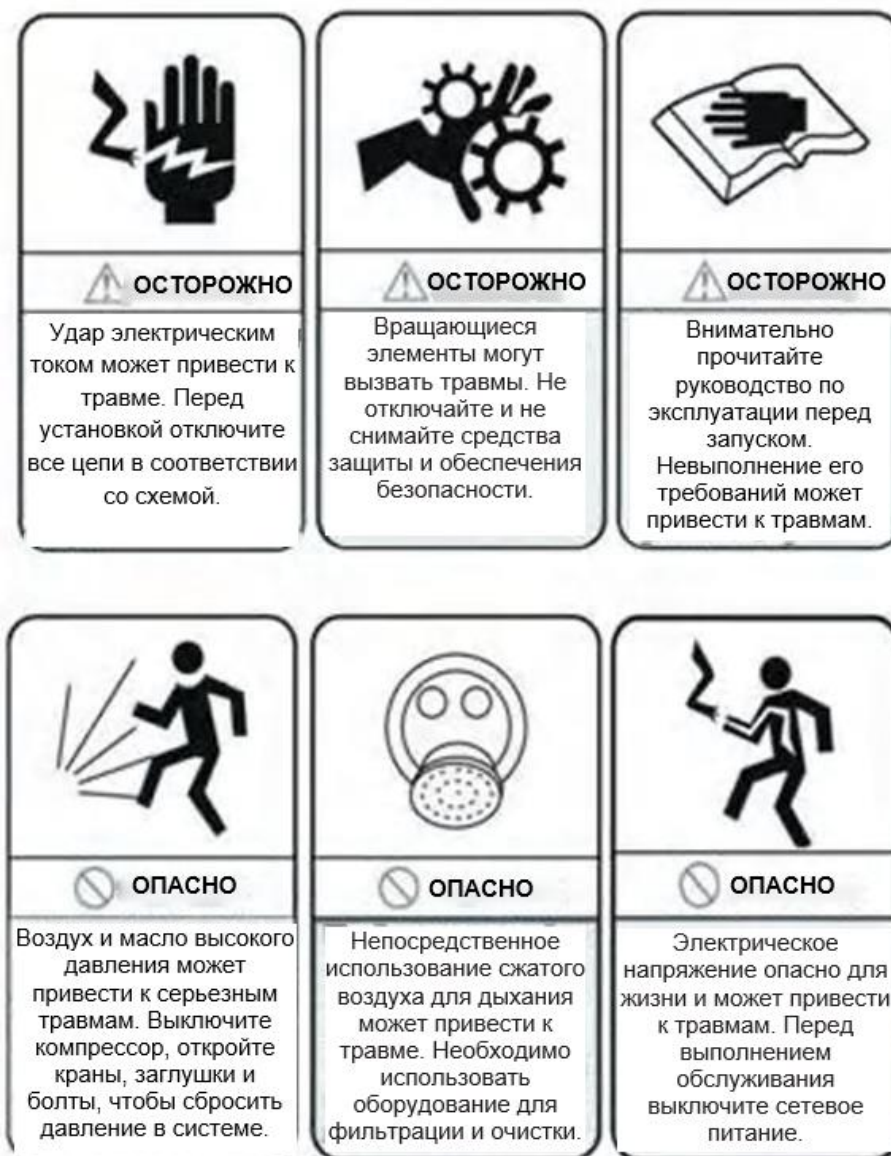 ОСТОРОЖНО
Удар электрическим
током может привести к
травме. Перед
установкой отключите
все цепи в соответствии
со схемой.
ОСТОРОЖНО
Вращающиеся
элементы могут
вызвать травмы. Не
отключайте и не
снимайте средства
защиты и обеспечения
безопасности.
ОСТОРОЖНО
Внимательно
прочитайте
руководство по
эксплуатации перед
запуском.
Невыполнение его
требований может
привести к травмам.
ОПАСНО
Воздух и масло высокого
давления может
привести к серьезным
травмам. Выключите
компрессор, откройте
краны, заглушки и
болты, чтобы сбросить
давление в системе.
ОПАСНО
Непосредственное
использование сжатого
воздуха для дыхания
может привести к
травме. Необходимо
использовать
оборудование для
фильтрации и очистки.
ОПАСНО
Электрическое
напряжение опасно для
жизни и может привести
к травмам. Перед
выполнением
обслуживания
выключите сетевое
питание.